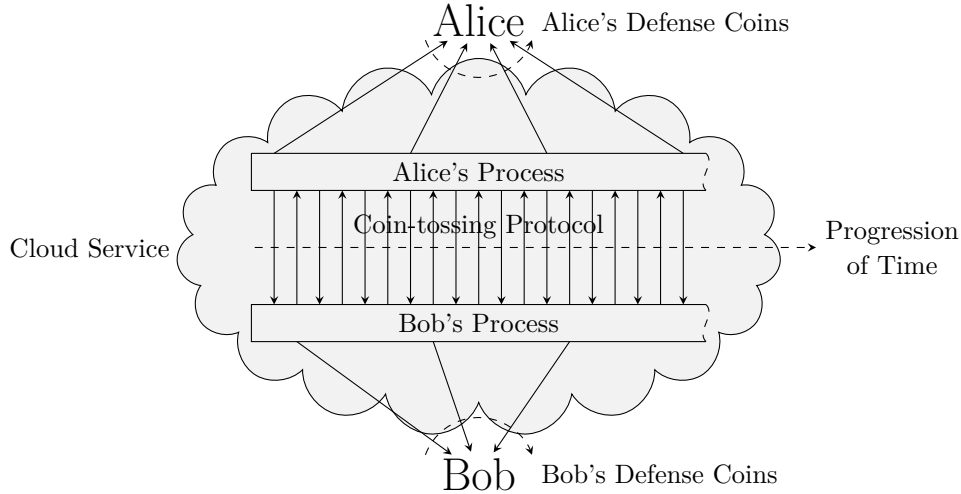 Alice
Alice's Defense Coins
Alice's Process
Coin-tossing Protocol
Cloud Service
Progression
of Time
Bob's Process
Bob
Bob's Defense Coins